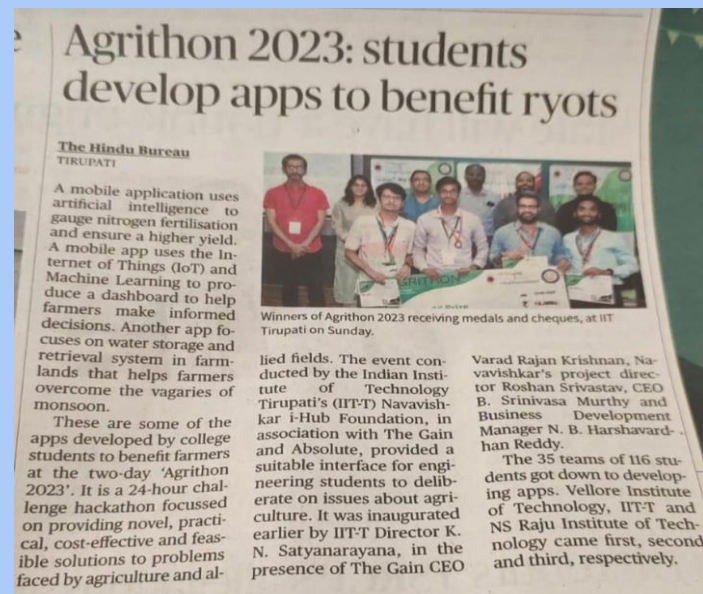 Agrithon 2023: students
develop apps to benefit ryots
The Hindu Bureau
TIRUPATI
A mobile application uses
artificial intelligence to
gauge nitrogen fertilisation
and ensure a higher yield.
A mobile app uses the In-
ternet of Things (IoT) and
Machine Learning to pro-
duce a dashboard to help
farmers make informed
decisions. Another app fo-
cuses on water storage and
retrieval system in farm-
lands that helps farmers
overcome the vagaries of
monsoon.
These are some of the
apps developed by college
students to benefit farmers
at the two-day ‘Agrithon
2023’. It is a 24-hour chal-
lenge hackathon focussed
on providing novel, practi-
cal, cost-effective and feas-
ible solutions to problems
faced by agriculture and al-
AGRITHON
Winners of Agrithon 2023 receiving medals and cheques, at IIT
Tirupati on Sunday.
lied fields. The event con-
ducted by the Indian Insti-
tute of Technology
Tirupati’s (IIT-T) Navavish-
kar i-Hub Foundation, in
association with The Gain
and Absolute, provided a
suitable interface for engi-
neering students to delib-
erate on issues about agri-
culture. It was inaugurated
earlier by IIT-T Director K.
N. Satyanarayana, in the
presence of The Gain CEO
Varad Rajan Krishnan, Na-
vavishkar’s project direc-
tor Roshan Srivastav, CEO
B. Srinivasa Murthy and
Business Development
Manager N. B. Harshavard-
han Reddy.
The 35 teams of 116 stu-
dents got down to develop-
ing apps. Vellore Institute
of Technology, IIT-T and
NS Raju Institute of Tech-
nology came first, second
and third, respectively.